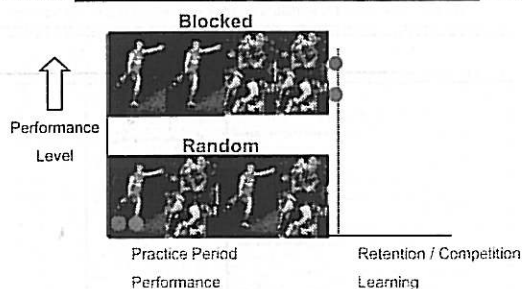 Blocked
Performance
Level
Random
Practice Period
Performance
Retention / Competition
Learning